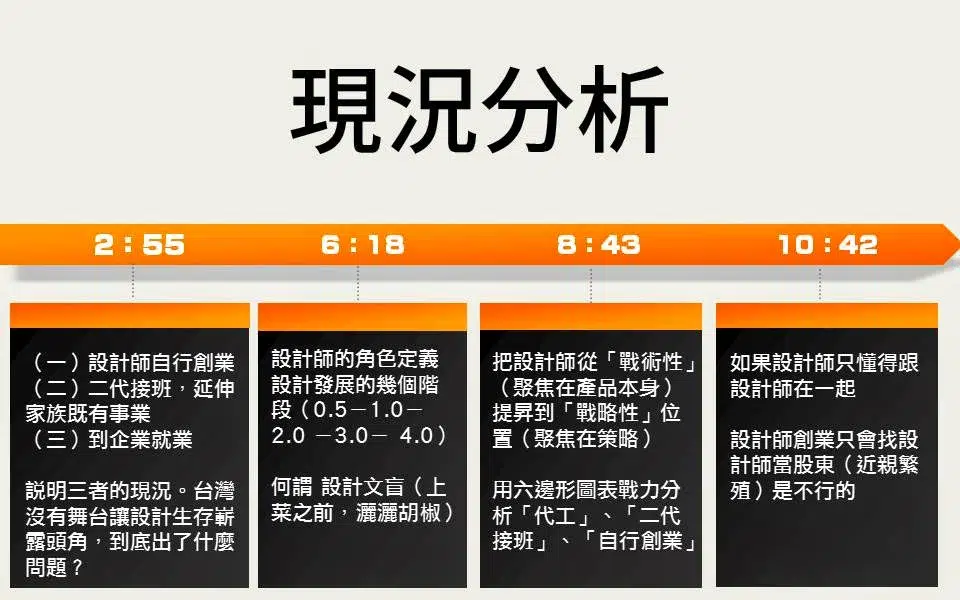 現況分析
2：55
6：18
8：43
10：42
（一）設計師自行創業
（二）二代接班，延伸
家族既有事業
（三）到企業就業
説明三者的現況。台灣
沒有舞台讓設計生存嶄
露頭角，到底出了什麼
問題？
設計師的角色定義
設計發展的幾個階
段（0.5－1.0－
2.0 －3.0－ 4.0）
何謂 設計文盲（上
菜之前，灑灑胡椒）
把設計師從「戰術性」
（聚焦在產品本身）
提昇到「戰略性」位
置（聚焦在策略）
用六邊形圖表戰力分
析「代工」、「二代
接班」、「自行創業」
如果設計師只懂得跟
設計師在一起
設計師創業只會找設
計師當股東（近親繁
殖）是不行的